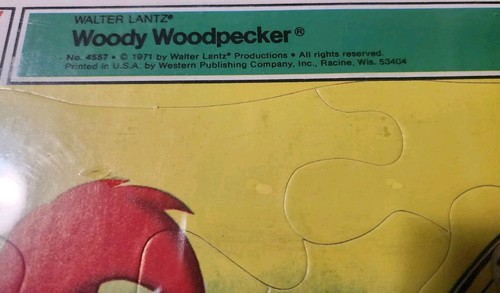 WALTER LANTZ®
Woody Woodpecker®
No. 4557 • © 1971 by Walter Lantz® Productions • All rights reserved.
Printed in U.S.A. by Western Publishing Company, Inc., Racine, Wis. 53404